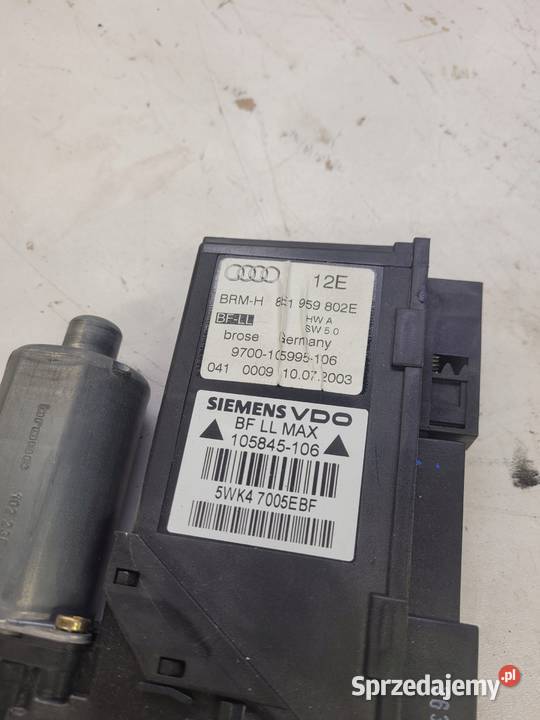 12E
BRM-H 8E1 959 802E
BF-LL HW A
SW 5.0
brose Germany
9700-105995-106
041 0009 10.07.2003
SIEMENS VDO
BF LL MAX
105845-106
5WK4 7005EBF
brose
Sprzedajemy.pl